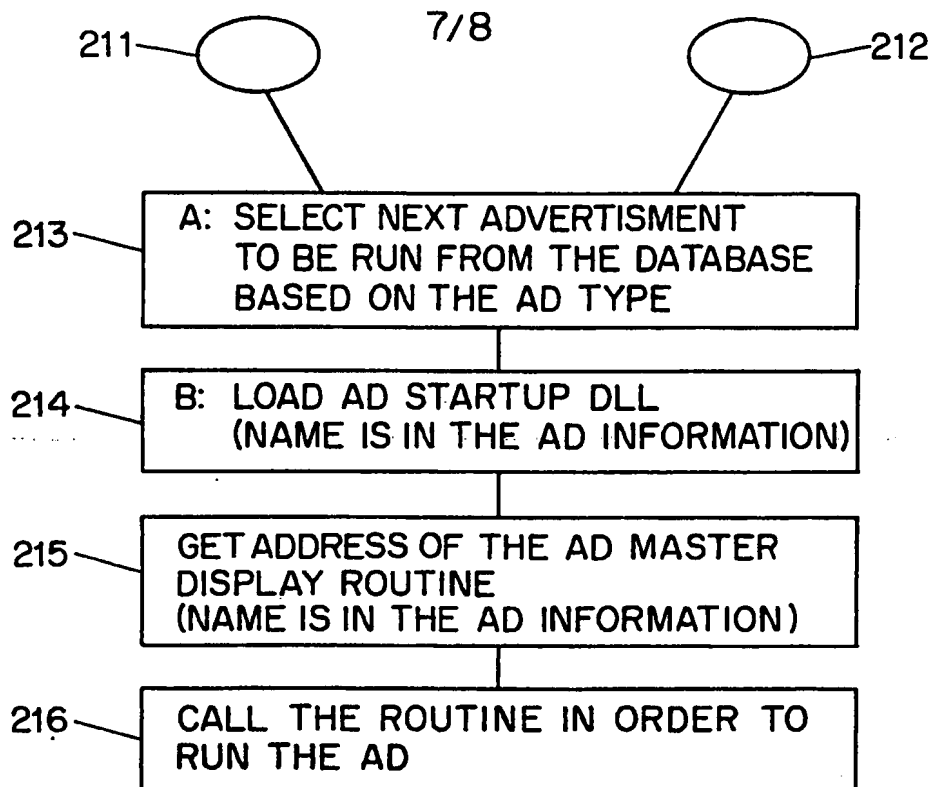 7/8
211
212
213
A: SELECT NEXT ADVERTISMENT
TO BE RUN FROM THE DATABASE
BASED ON THE AD TYPE
214
B: LOAD AD STARTUP DLL
(NAME IS IN THE AD INFORMATION)
215
GET ADDRESS OF THE AD MASTER
DISPLAY ROUTINE
(NAME IS IN THE AD INFORMATION)
216
CALL THE ROUTINE IN ORDER TO
RUN THE AD